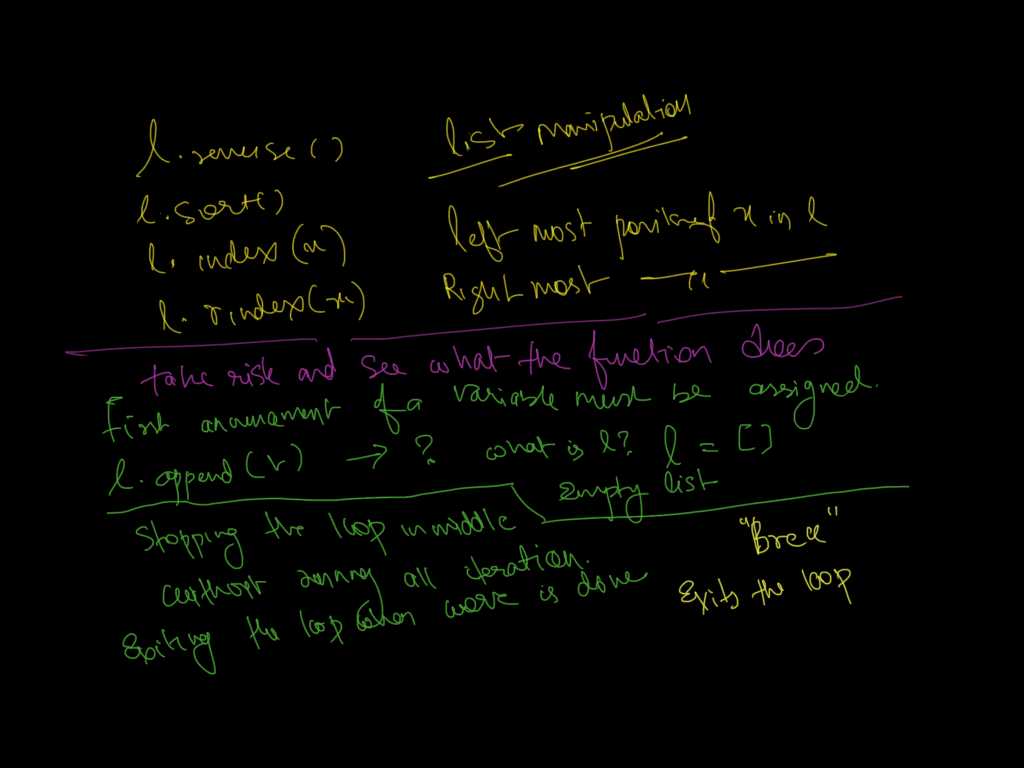 l.reverse()
list manipulation
l.sort()
l.index(x)
left most position of x in l
l.rindex(x)
Right most — " —
take risk and see what the function does
First of a variable must be assigned.
l.append(v) → ? what is l? l = []
Empty list
Stopping the loop in middle
without running all iteration.
Exiting the loop when work is done
"Break"
Exits the loop